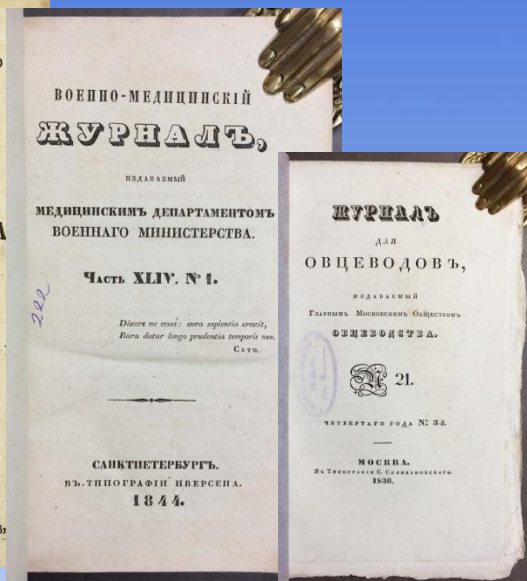 ВОЕННО-МЕДИЦИНСКІЙ
ЖУРНАЛЪ,
ИЗДАВАЕМЫЙ
МЕДИЦИНСКИМЪ ДЕПАРТАМЕНТОМЪ
ВОЕННАГО МИНИСТЕРСТВА.
ЧАСТЬ XLIV. № 1.
222
Discere ne cessa: cura sapientia crescit,
Rara datur longo prudentia temporis usu.
CATO.
САНКТПЕТЕРБУРГЪ.
ВЪ ТИПОГРАФІИ ИВЕРСЕНА.
1844.
ЖУРНАЛЪ
ДЛЯ
ОВЦЕВОДОВЪ,
ИЗДАВАЕМЫЙ
ГЛАВНЫМЪ МОСКОВСКИМЪ ОБЩЕСТВОМЪ
ОВЦЕВОДСТВА.
№ 21.
ЧЕТВЕРТАГО ГОДА №
МОСКВА.
ВЪ ТИПОГРАФІИ С. СЕЛИВАНОВСКАГО.
1836.